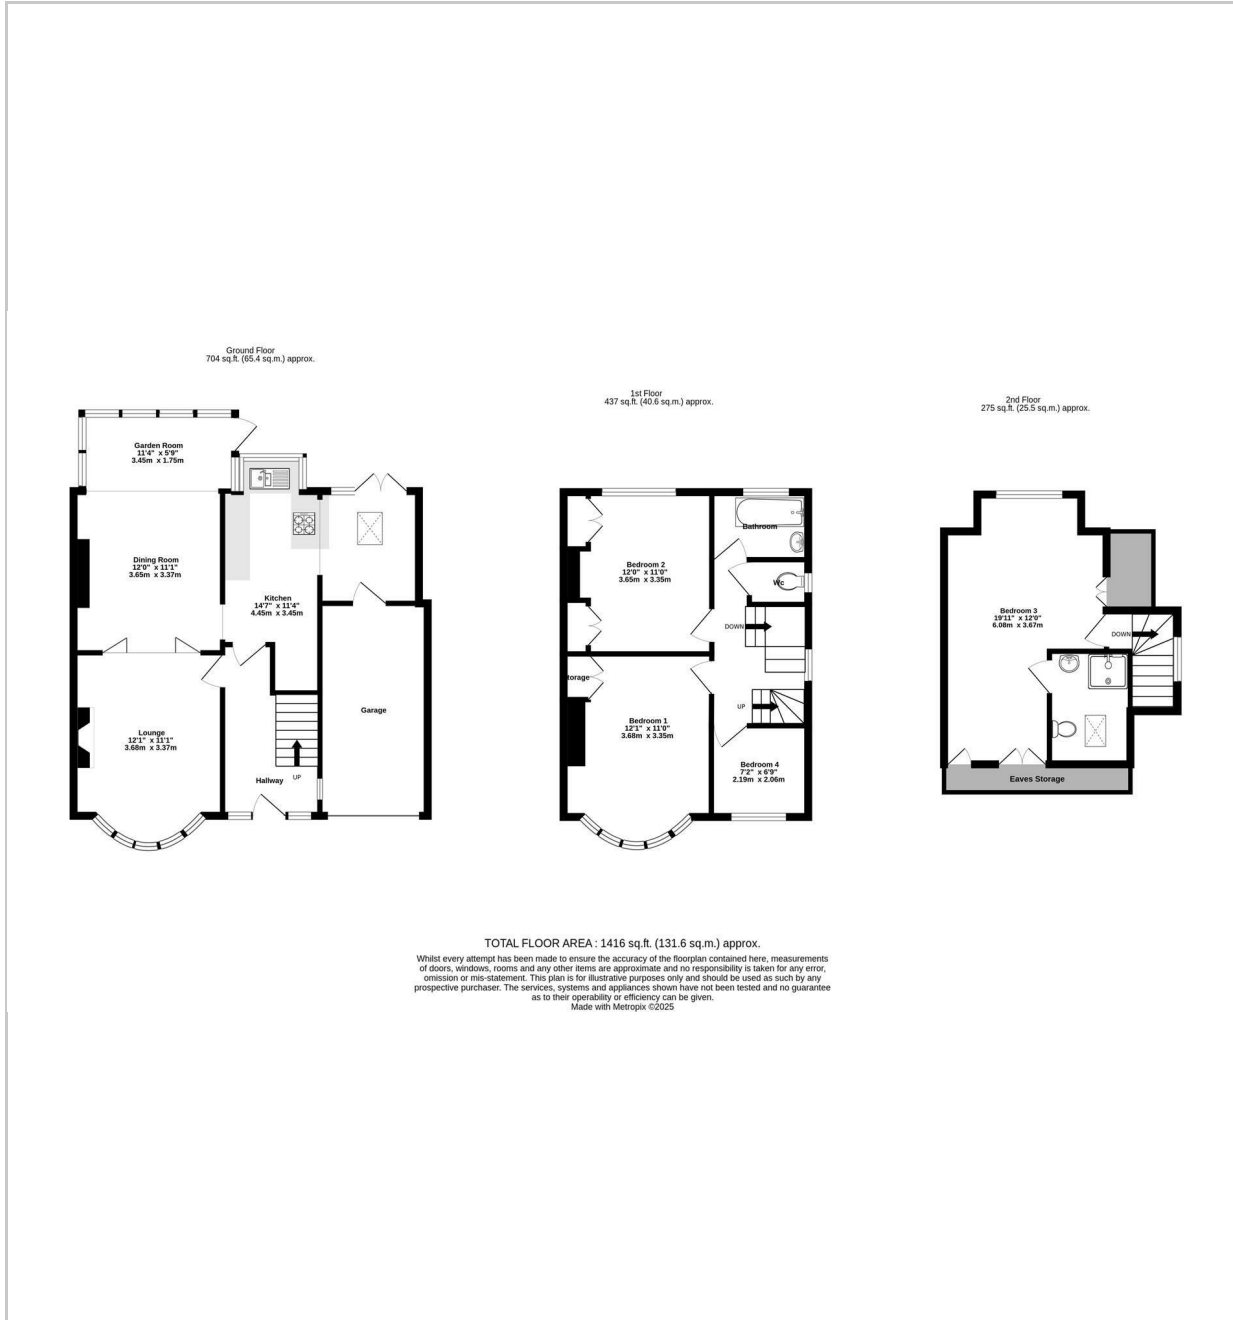 Ground Floor
704 sq.ft. (65.4 sq.m.) approx.
Garden Room
11'4" x 5'9"
3.45m x 1.75m
Dining Room
12'0" x 11'1"
3.65m x 3.37m
Kitchen
14'7" x 11'4"
4.45m x 3.45m
Lounge
12'1" x 11'1"
3.68m x 3.37m
Garage
Hallway
UP
1st Floor
437 sq.ft. (40.6 sq.m.) approx.
Bathroom
Bedroom 2
12'0" x 11'0"
3.65m x 3.35m
Wc
DOWN
torage
UP
Bedroom 1
12'1" x 11'0"
3.68m x 3.35m
Bedroom 4
7'2" x 6'9"
2.19m x 2.06m
2nd Floor
275 sq.ft. (25.5 sq.m.) approx.
Bedroom 3
19'11" x 12'0"
6.08m x 3.67m
DOWN
Eaves Storage
TOTAL FLOOR AREA : 1416 sq.ft. (131.6 sq.m.) approx.
Whilst every attempt has been made to ensure the accuracy of the floorplan contained here, measurements
of doors, windows, rooms and any other items are approximate and no responsibility is taken for any error,
omission or mis-statement. This plan is for illustrative purposes only and should be used as such by any
prospective purchaser. The services, systems and appliances shown have not been tested and no guarantee
as to their operability or efficiency can be given.
Made with Metropix ©2025